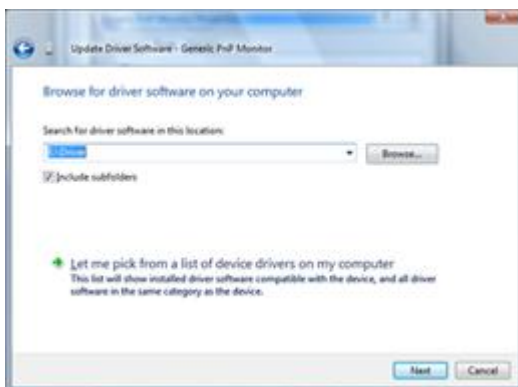 Update Driver Software - Generic PnP Monitor
Browse for driver software on your computer
Search for driver software in this location:
Browse...
Include subfolders
Let me pick from a list of device drivers on my computer
This list will show installed driver software compatible with the device, and all driver
software in the same category as the device.
Next
Cancel